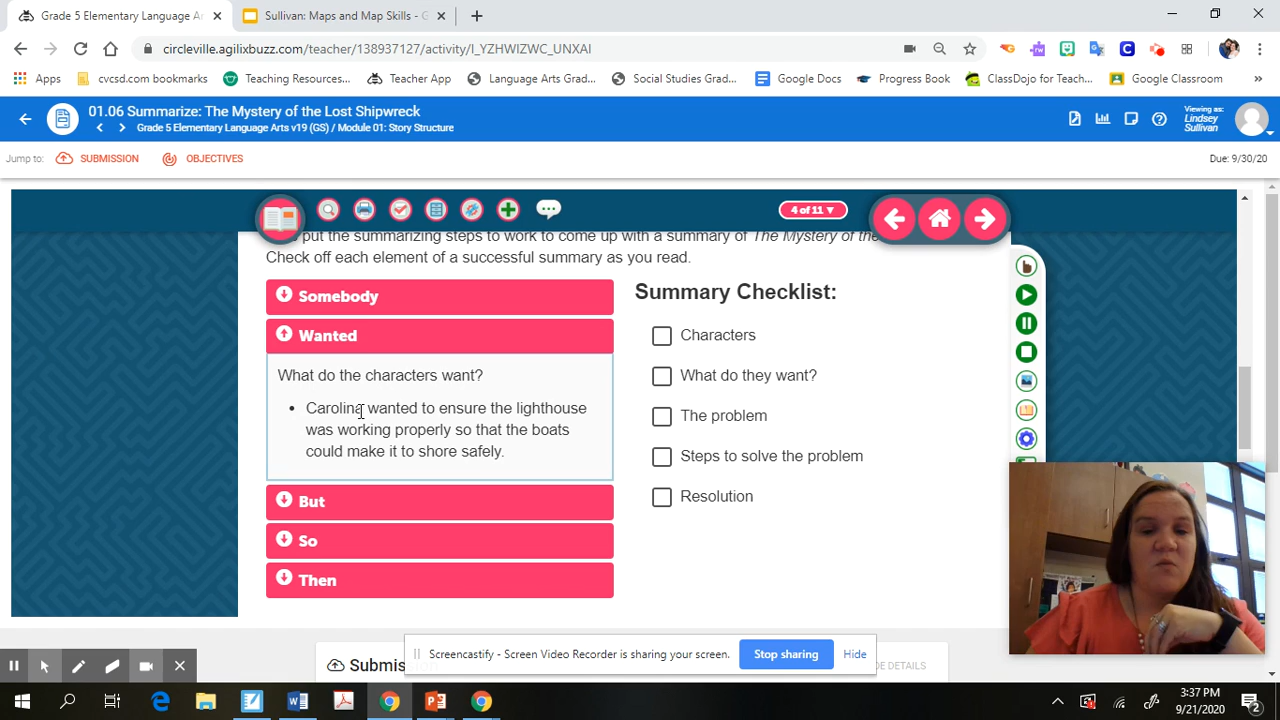 Grade 5 Elementary Language Ar
Sullivan: Maps and Map Skills - G
circleville.agilixbuzz.com/teacher/138937127/activity/I_YZHWIZWC_UNXAI
Apps
cvcsd.com bookmarks
Teaching Resources...
Teacher App
Language Arts Grad...
Social Studies Grad...
Google Docs
Progress Book
ClassDojo for Teach...
Google Classroom
»
01.06 Summarize: The Mystery of the Lost Shipwreck
Grade 5 Elementary Language Arts v19 (GS) / Module 01: Story Structure
Viewing as:
Lindsey
Sullivan
Jump to:
SUBMISSION
OBJECTIVES
Due: 9/30/20
4 of 11 ▼
put the summarizing steps to work to come up with a summary of The Mystery of the
Check off each element of a successful summary as you read.
Somebody
Wanted
What do the characters want?
• Carolina wanted to ensure the lighthouse
was working properly so that the boats
could make it to shore safely.
But
So
Then
Summary Checklist:
Characters
What do they want?
The problem
Steps to solve the problem
Resolution
Submiss
DE DETAILS
Screencastify - Screen Video Recorder is sharing your screen.
Stop sharing
Hide
3:37 PM
9/21/2020
2